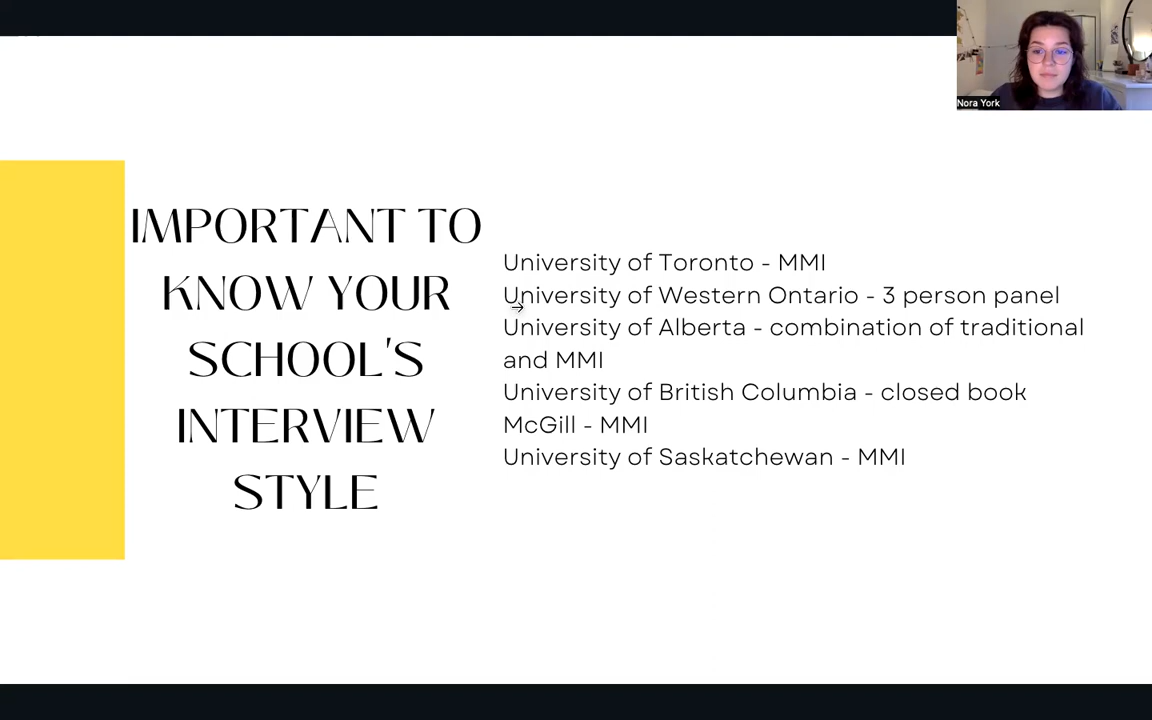 Nora York
IMPORTANT TO
KNOW YOUR
SCHOOL'S
INTERVIEW
STYLE
University of Toronto - MMI
University of Western Ontario - 3 person panel
University of Alberta - combination of traditional
and MMI
University of British Columbia - closed book
McGill - MMI
University of Saskatchewan - MMI